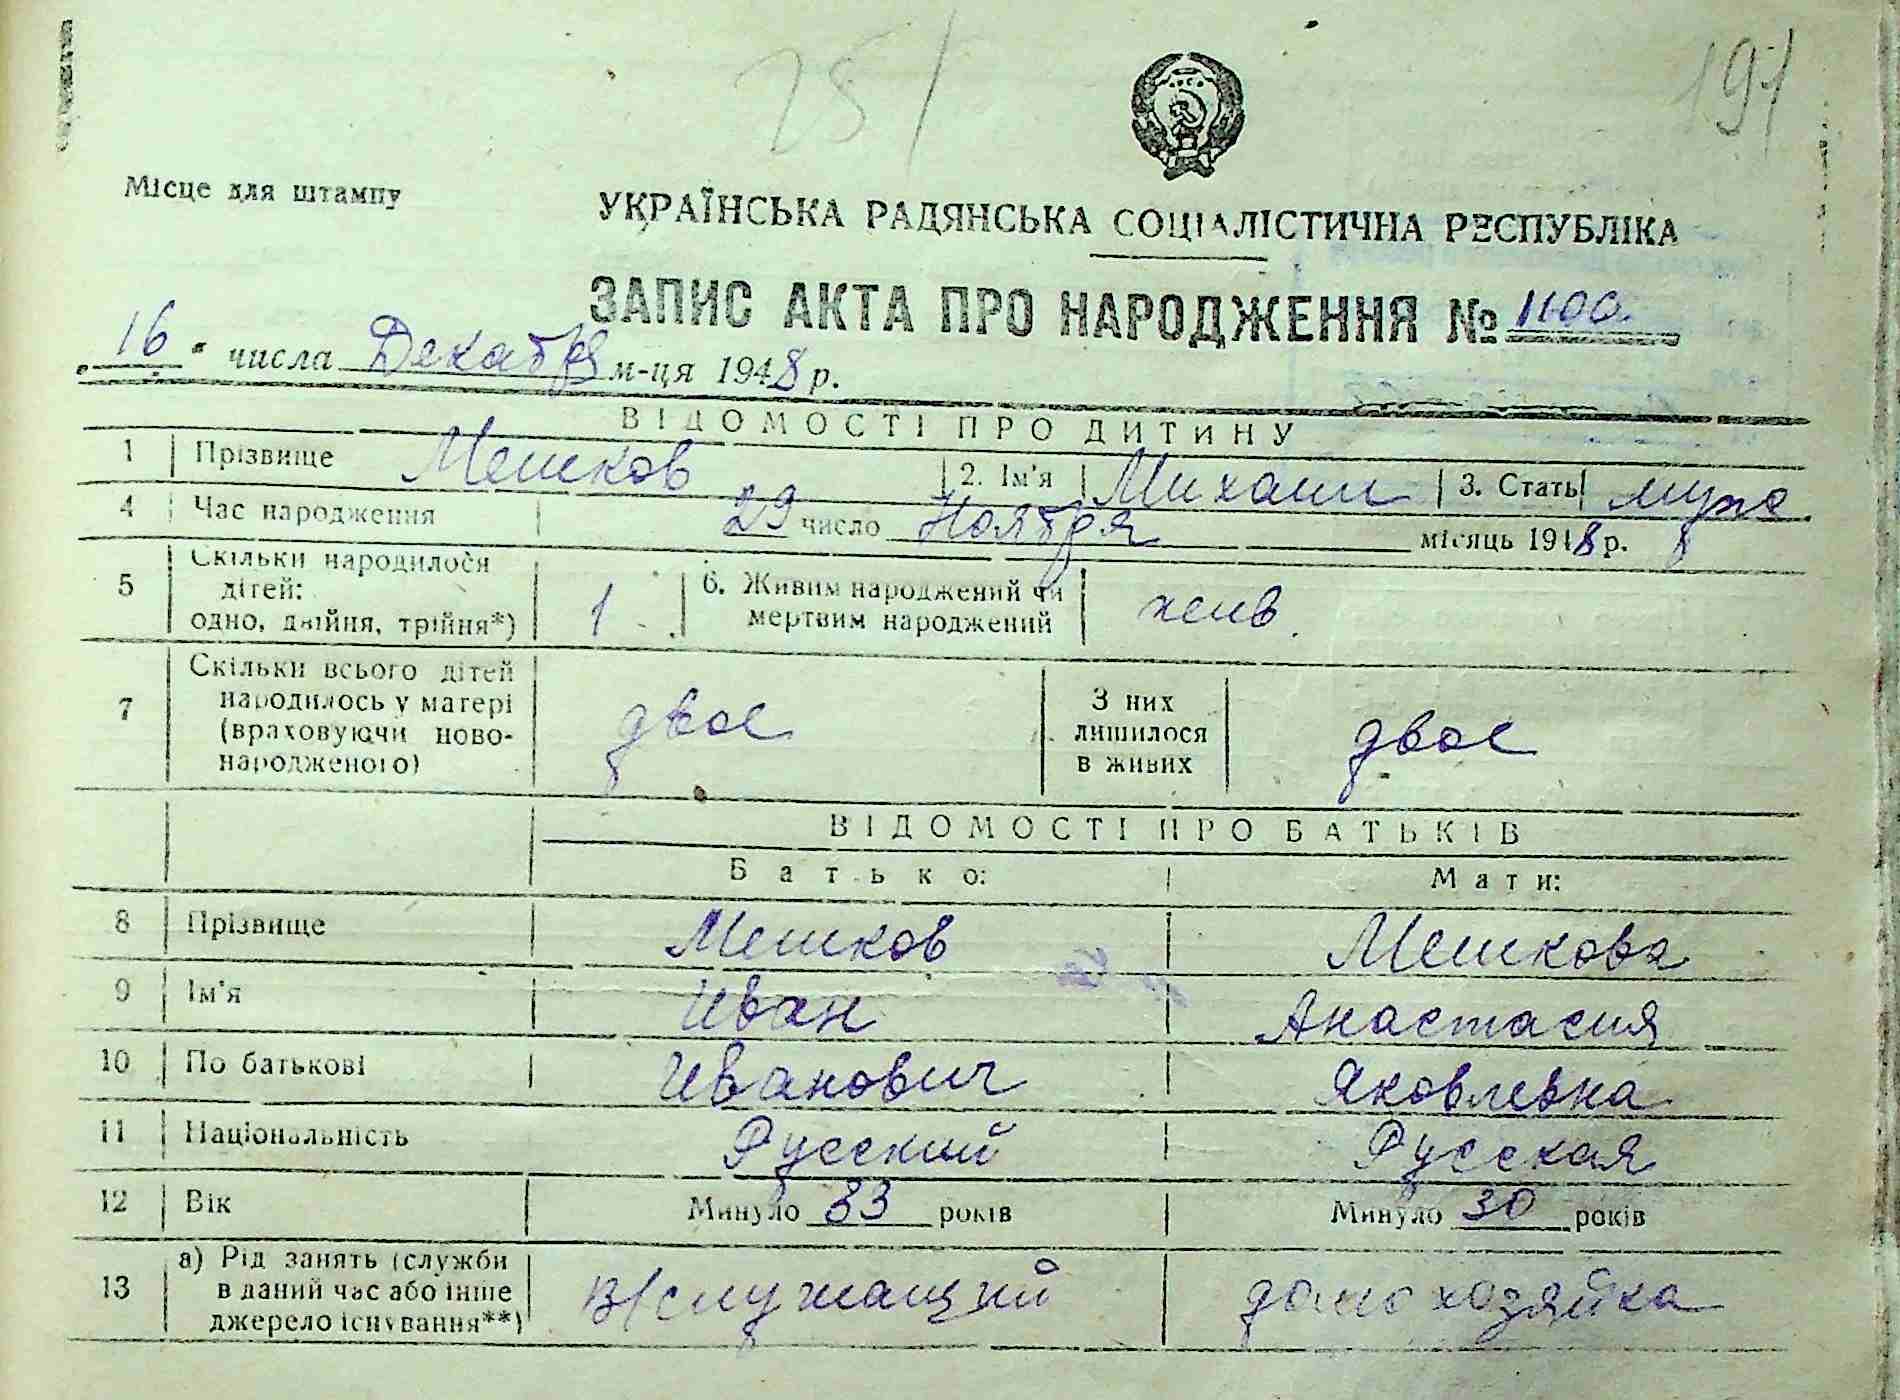 251
197
Місце для штампу
УКРАЇНСЬКА РАДЯНСЬКА СОЦІАЛІСТИЧНА РЕСПУБЛІКА
ЗАПИС АКТА ПРО НАРОДЖЕННЯ № 1100
„16" числа Декабря м-ця 1948 р.
ВІДОМОСТІ ПРО ДИТИНУ
1 Прізвище Мешков 2. Ім'я Михаил 3. Стать муж
4 Час народження 29 число Ноября місяць 1948 р.
5 Скільки народилося дітей: одно, двійня, трійня*) 1 6. Живим народжений чи мертвим народжений жив.
7 Скільки всього дітей народилось у матері (враховуючи новонародженого) двое З них лишилося в живих двое
ВІДОМОСТІ ПРО БАТЬКІВ
Батько: Мати:
8 Прізвище Мешков Мешкова
9 Ім'я Иван Анастасия
10 По батькові Иванович Яковлевна
11 Національність Русский Русская
12 Вік Минуло 33 років Минуло 30 років
13 а) Рід занять (служби в даний час або інше джерело існування**) в/служащий домохозяйка